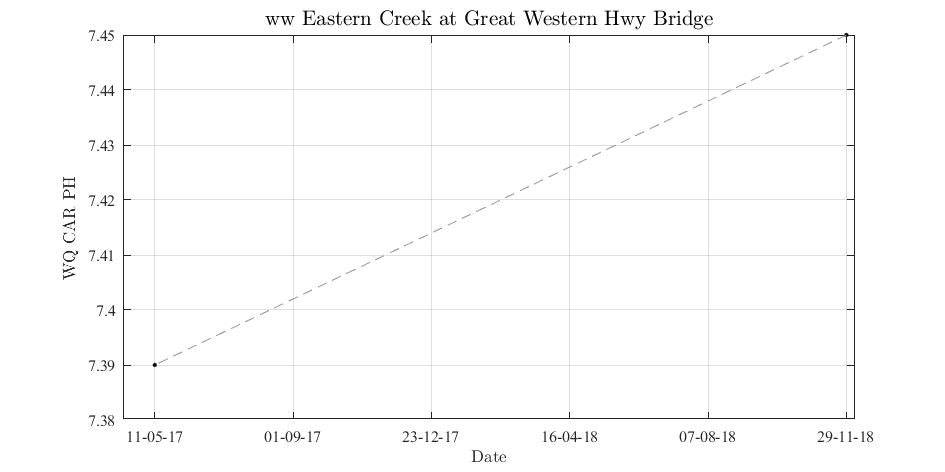 ww Eastern Creek at Great Western Hwy Bridge
7.45
7.44
7.43
7.42
7.41
7.4
7.39
7.38
WQ CAR PH
11-05-17 01-09-17 23-12-17 16-04-18 07-08-18 29-11-18
Date